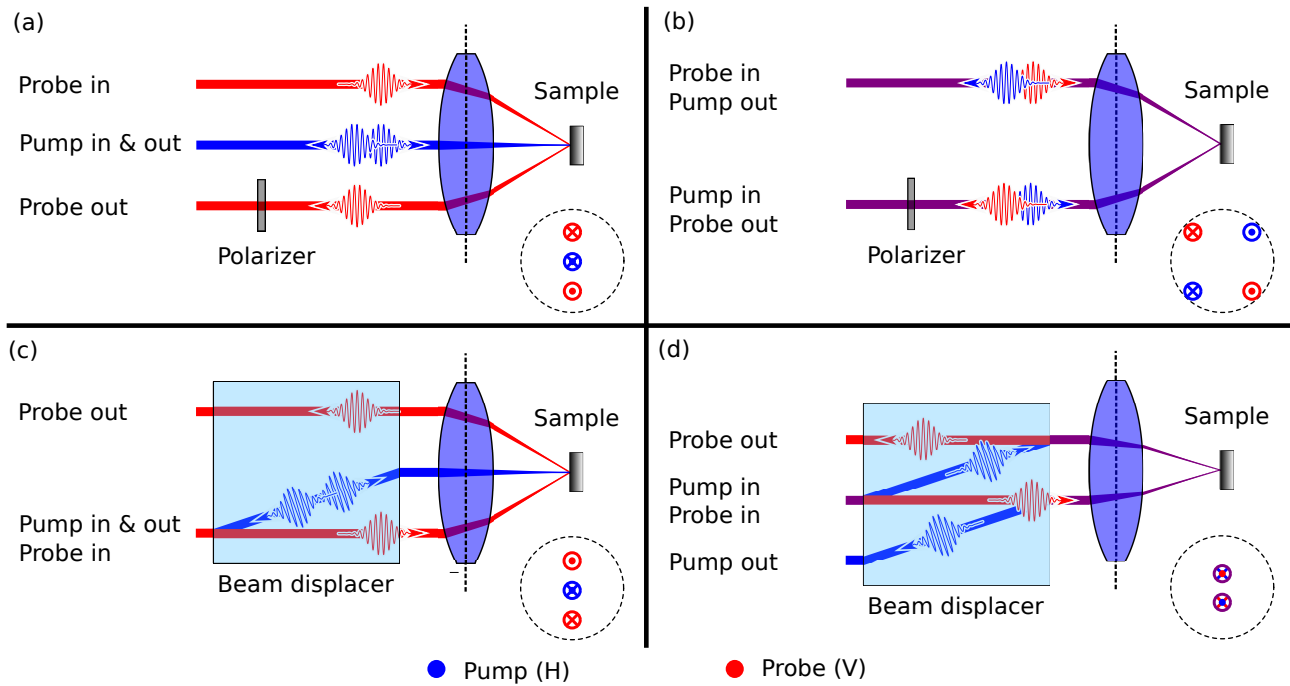 (a)
Probe in
Pump in & out
Probe out
Polarizer
Sample
(b)
Probe in
Pump out
Pump in
Probe out
Polarizer
Sample
(c)
Probe out
Pump in & out
Probe in
Beam displacer
Sample
(d)
Probe out
Pump in
Probe in
Pump out
Beam displacer
Sample
Pump (H)
Probe (V)